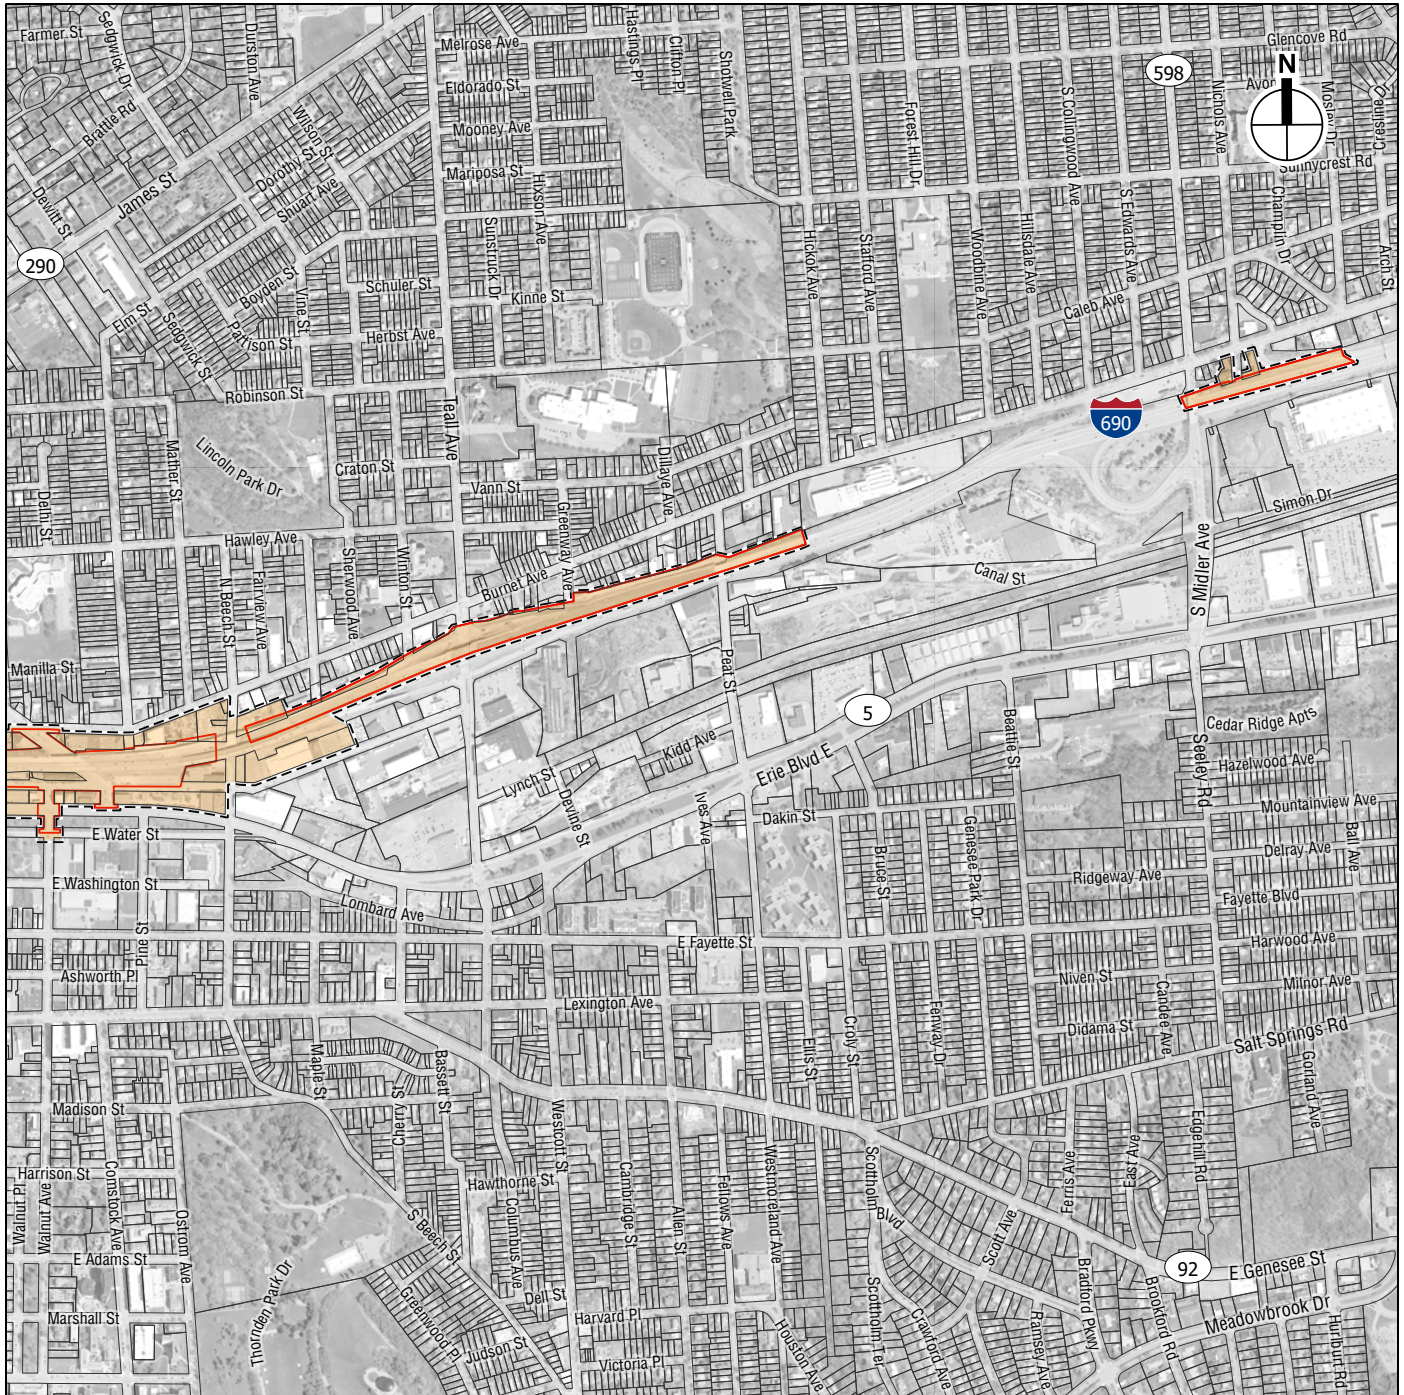 Farmer St
Sedgwick Dr
Durston Ave
Melrose Ave
Hastings Pl
Clifton Pl
Shotwell Park
Glencove Rd
N
598
Nichols Ave
Mosley Dr
Eldorado St
Brattle Rd
Wilson St
Mooney Ave
Forest Hill Dr
S Collingwood Ave
Sunnycrest Rd
Dorothy St
Mariposa St
Dewitt St
James St
Shuart Ave
Hixson Ave
Sunstruck Dr
Hickok Ave
Stafford Ave
Woodbine Ave
Hillsdale Ave
S Edwards Ave
Champlin Dr
Arch St
290
Boyden St
Vine St
Schuler St
Kinne St
Caleb Ave
Elm St
Sedgwick St
Pattison St
Herbst Ave
Robinson St
690
Teall Ave
Mather St
Lincoln Park Dr
Craton St
Vann St
Dillaye Ave
Delhi St
Greenway Ave
Simon Dr
Hawley Ave
N Beech St
Fairview Ave
Sherwood Ave
Winton St
Burnet Ave
Canal St
S Midler Ave
Manilla St
Peat St
5
Beattie St
Cedar Ridge Apts
Kidd Ave
Seeley Rd
Hazelwood Ave
Lynch St
Erie Blvd E
Devine St
Ives Ave
Dakin St
Mountainview Ave
E Water St
Genesee Park Dr
Ball Ave
Bruce St
Delray Ave
E Washington St
Ridgeway Ave
Lombard Ave
Fayette Blvd
Pine St
E Fayette St
Harwood Ave
Ashworth Pl
Niven St
Milnor Ave
Lexington Ave
Candee Ave
Croly St
Fenway Dr
Didama St
Ellis St
Salt Springs Rd
Maple St
Bassett St
Gorland Ave
Madison St
Cherry St
Westcott St
Edgehill Rd
Harrison St
Hawthorne St
Westmoreland Ave
Scottholm Blvd
Ferris Ave
East Ave
Walnut Pl
Walnut Ave
Comstock Ave
Ostrom Ave
S Beech St
Columbus Ave
Cambridge St
Allen St
Fellows Ave
Scott Ave
E Adams St
92
E Genesee St
Thornden Park Dr
Dell St
Scottholm Ter
Bradford Pkwy
Brookford Rd
Marshall St
Greenwood Pl
Harvard Pl
Crawford Ave
Ramsey Ave
Meadowbrook Dr
Judson St
Houston Ave
Hurlburt Rd
Victoria Pl